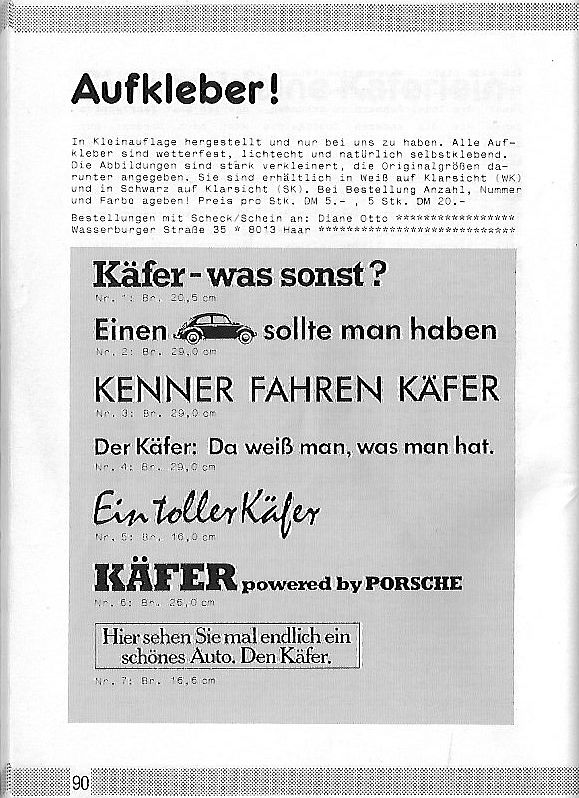 Aufkleber!
In Kleinauflage hergestellt und nur bei uns zu haben. Alle Auf-
kleber sind wetterfest, lichtecht und natürlich selbstklebend.
Die Abbildungen sind stark verkleinert, die Originalgrößen da-
runter angegeben. Sie sind erhältlich in Weiß auf Klarsicht (WK)
und in Schwarz auf Klarsicht (SK). Bei Bestellung Anzahl, Nummer
und Farbe ageben! Preis pro Stk. DM 5.- , 5 Stk. DM 20.-
Bestellungen mit Scheck/Schein an: Diane Otto *****************
Wasserburger Straße 35 * 8013 Haar ****************************
Käfer - was sonst?
Nr. 1: Br. 20,5 cm
Einen sollte man haben
Nr. 2: Br. 29,0 cm
KENNER FAHREN KÄFER
Nr. 3: Br. 29,0 cm
Der Käfer: Da weiß man, was man hat.
Nr. 4: Br. 29,0 cm
Ein toller Käfer
Nr. 5: Br. 16,0 cm
KÄFER powered by PORSCHE
Nr. 6: Br. 26,0 cm
Hier sehen Sie mal endlich ein
schönes Auto. Den Käfer.
Nr. 7: Br. 16,6 cm
90